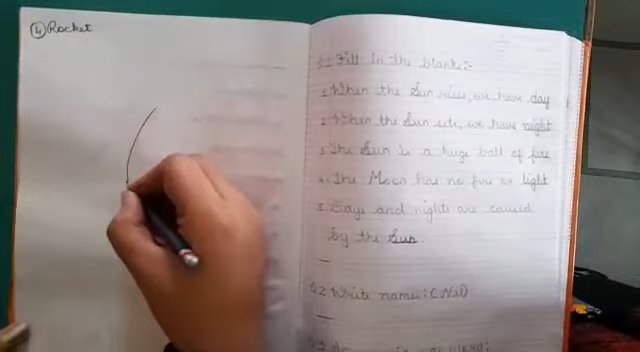 ④ Rocket
Q.1 Fill in the blank:-
1. When the Sun rises, we have day
2. When the Sun sets, we have night
3. The Sun is a huge ball of fire
4. The Moon has no fire or light
5. Days and nights are caused
by the Sun.
Q.2 Write name: